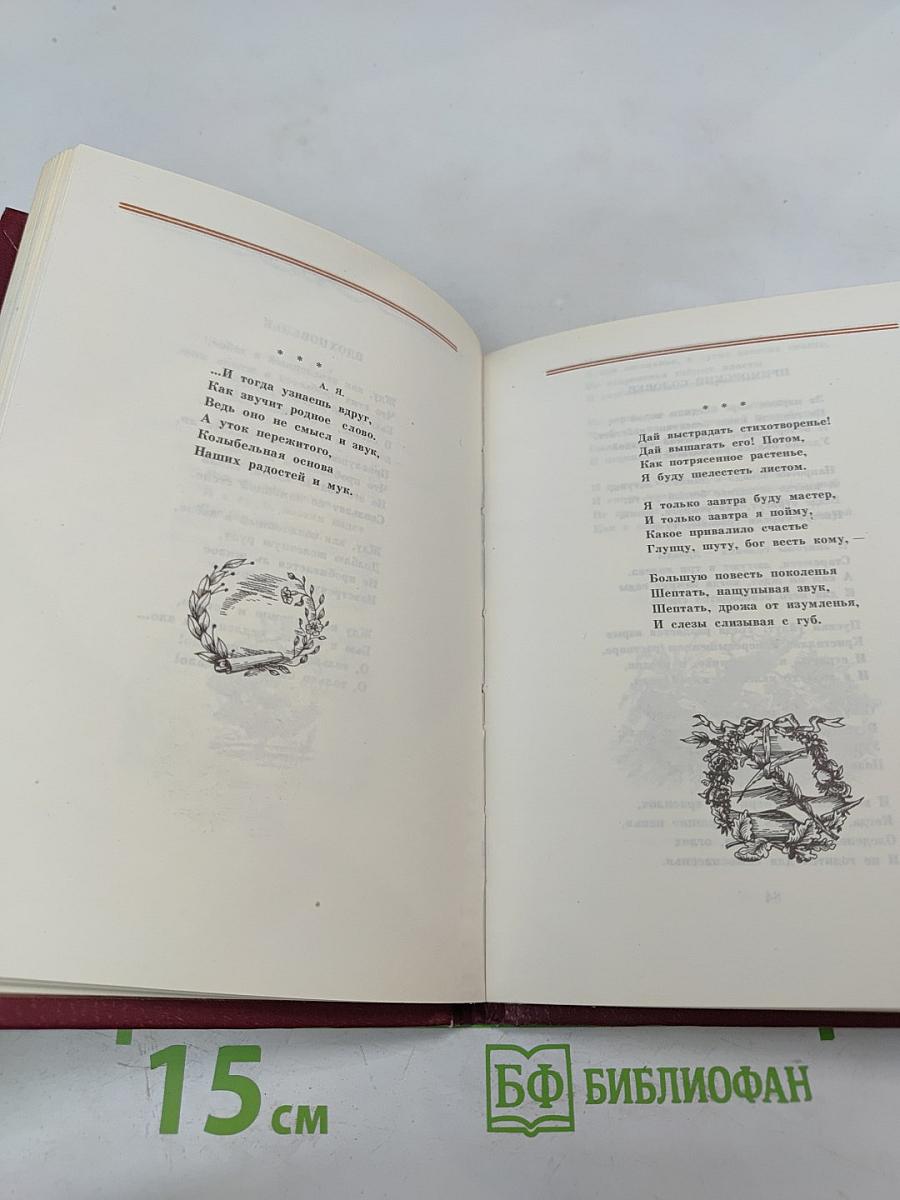 * * *
А. Я.
...И тогда узнаешь вдруг,
Как звучит родное слово.
Ведь оно не смысл и звук,
А уток пережитого,
Колыбельная основа
Наших радостей и мук.
* * *
Дай выстрадать стихотворенье!
Дай вышагать его! Потом,
Как потрясенное растенье,
Я буду шелестеть листом.
Я только завтра буду мастер,
И только завтра я пойму,
Какое привалило счастье
Глупцу, шуту, бог весть кому, —
Большую повесть поколенья
Шептать, нащупывая звук,
Шептать, дрожа от изумленья,
И слезы слизывая с губ.
15 см
БФ БИБЛИОФАН